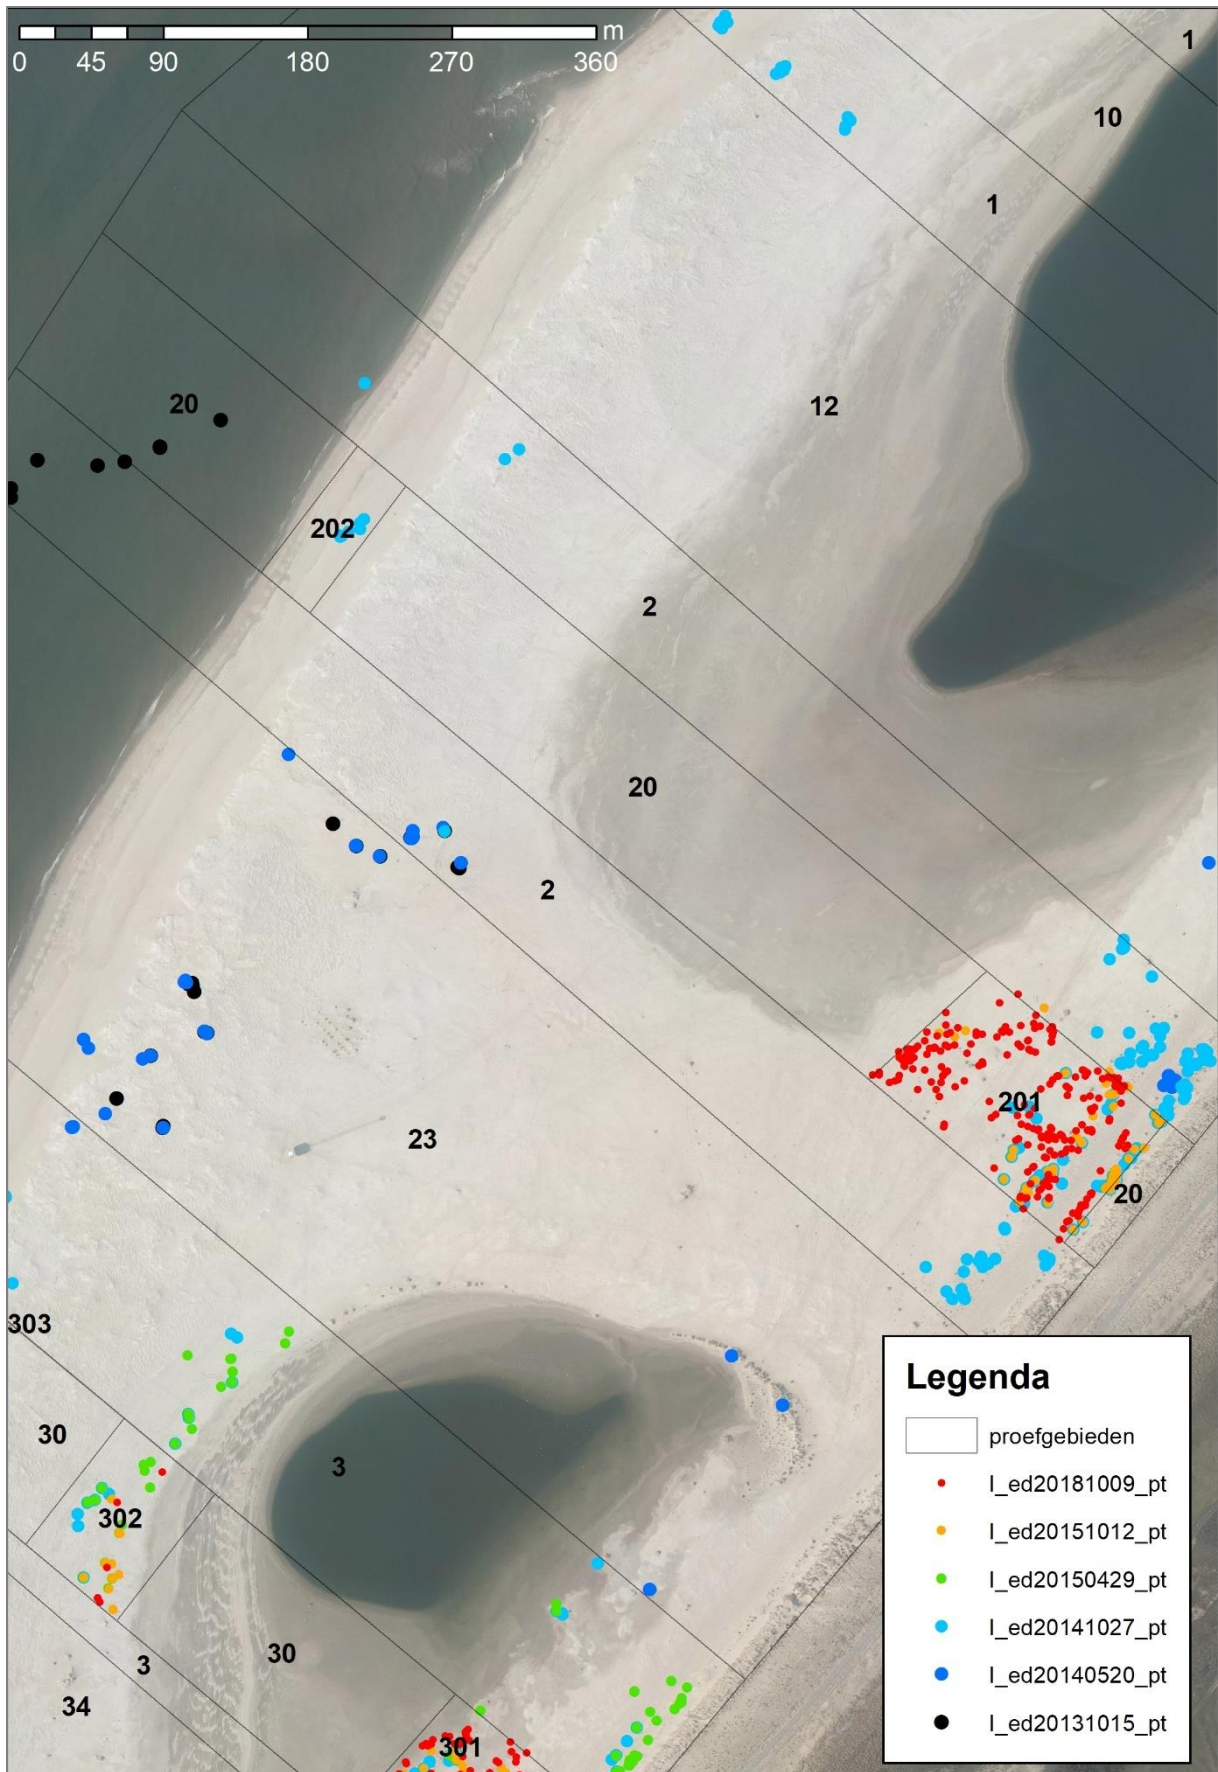 m
0 45 90 180 270 360
1
10
1
20
12
202
2
20
2
201
23
20
303
30
3
302
30
3
34
301
Legenda
proefgebieden
l_ed20181009_pt
l_ed20151012_pt
l_ed20150429_pt
l_ed20141027_pt
l_ed20140520_pt
l_ed20131015_pt